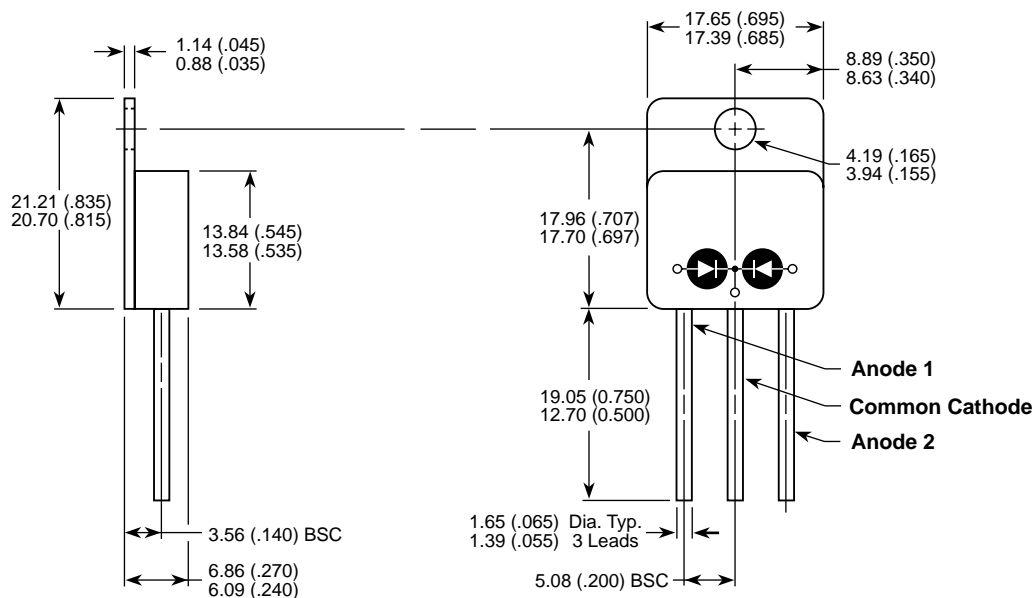 1.14 (.045)
0.88 (.035)
17.65 (.695)
17.39 (.685)
8.89 (.350)
8.63 (.340)
4.19 (.165)
3.94 (.155)
21.21 (.835)
20.70 (.815)
13.84 (.545)
13.58 (.535)
17.96 (.707)
17.70 (.697)
19.05 (0.750)
12.70 (0.500)
Anode 1
Common Cathode
Anode 2
3.56 (.140) BSC
6.86 (.270)
6.09 (.240)
1.65 (.065) Dia. Typ.
1.39 (.055) 3 Leads
5.08 (.200) BSC